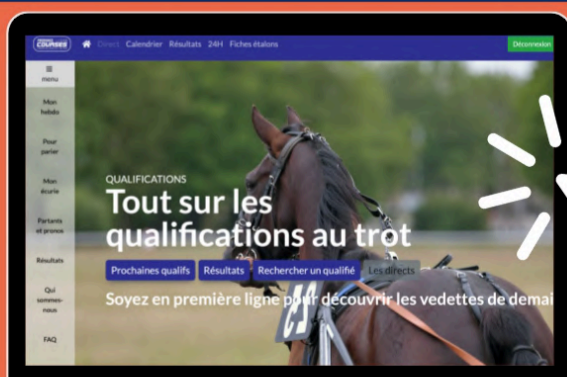 COURSES
Direct Calendrier Résultats 24H Fiches étalons
Déconnexion
menu
Mon
hebdo
Pour
parier
Mon
écurie
Partants
et pronos
Résultats
Qui
sommes-
nous
FAQ
QUALIFICATIONS
Tout sur les
qualifications au trot
Prochaines qualifs Résultats Rechercher un qualifié Les directs
Soyez en première ligne pour découvrir les vedettes de demai